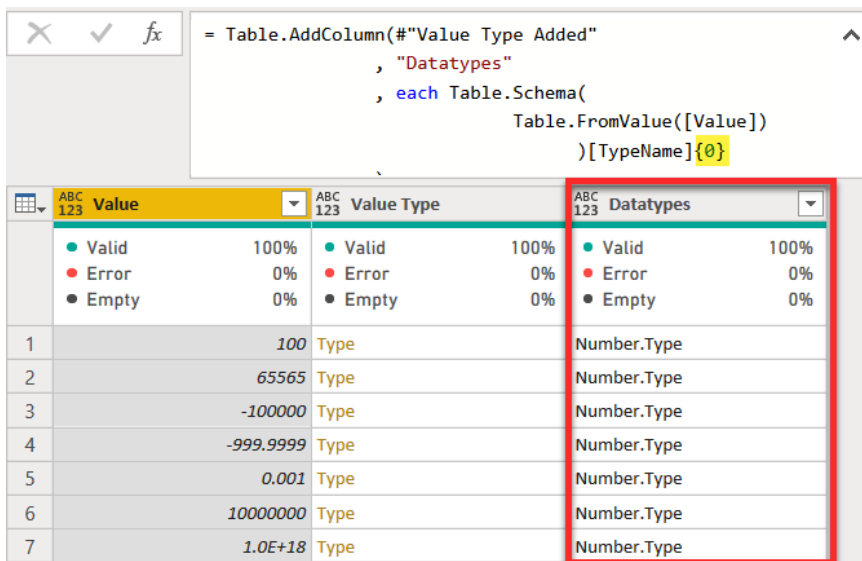 fx
= Table.AddColumn(#"Value Type Added"
, "Datatypes"
, each Table.Schema(
Table.FromValue([Value])
)[TypeName]{0}
ABC 123 Value ABC 123 Value Type ABC 123 Datatypes
Valid 100% Valid 100% Valid 100%
Error 0% Error 0% Error 0%
Empty 0% Empty 0% Empty 0%
1 100 Type Number.Type
2 65565 Type Number.Type
3 -100000 Type Number.Type
4 -999.9999 Type Number.Type
5 0.001 Type Number.Type
6 10000000 Type Number.Type
7 1.0E+18 Type Number.Type